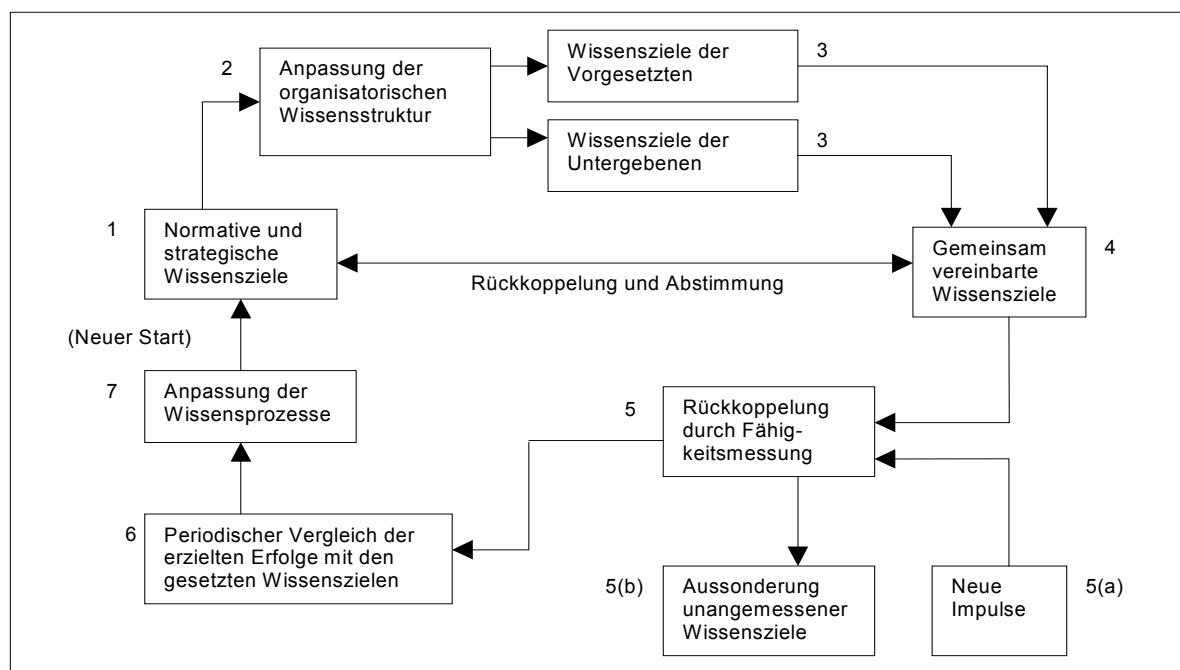 2
Anpassung der
organisatorischen
Wissensstruktur
Wissensziele der
Vorgesetzten
3
Wissensziele der
Untergebenen
3
1
Normative und
strategische
Wissensziele
Rückkoppelung und Abstimmung
Gemeinsam
vereinbarte
Wissensziele
4
(Neuer Start)
7
Anpassung der
Wissensprozesse
5
Rückkoppelung
durch Fähig-
keitsmessung
6
Periodischer Vergleich der
erzielten Erfolge mit den
gesetzten Wissenszielen
5(b)
Aussonderung
unangemessener
Wissensziele
Neue
Impulse
5(a)